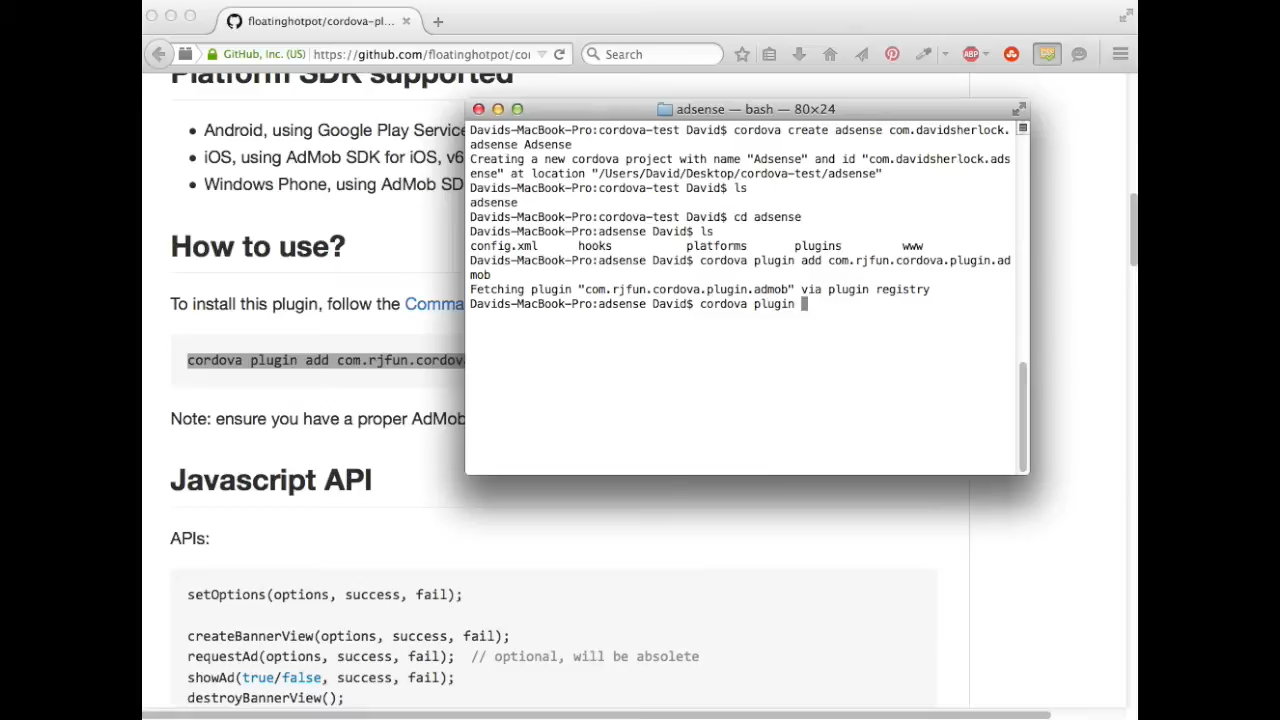 floatinghotpot/cordova-pl...
GitHub, Inc. (US)
https://github.com/floatinghotpot/cor
Search
ABP
Platform SDK supported
Android, using Google Play Service
iOS, using AdMob SDK for iOS, v6
Windows Phone, using AdMob SD
How to use?
To install this plugin, follow the Comma
cordova plugin add com.rjfun.cordov
Note: ensure you have a proper AdMob
Javascript API
APIs:
setOptions(options, success, fail);
createBannerView(options, success, fail);
requestAd(options, success, fail); // optional, will be absolete
showAd(true/false, success, fail);
destroyBannerView();
adsense — bash — 80×24
Davids-MacBook-Pro:cordova-test David$ cordova create adsense com.davidsherlock.
adsense Adsense
Creating a new cordova project with name "Adsense" and id "com.davidsherlock.ads
ense" at location "/Users/David/Desktop/cordova-test/adsense"
Davids-MacBook-Pro:cordova-test David$ ls
adsense
Davids-MacBook-Pro:cordova-test David$ cd adsense
Davids-MacBook-Pro:adsense David$ ls
config.xml hooks platforms plugins www
Davids-MacBook-Pro:adsense David$ cordova plugin add com.rjfun.cordova.plugin.ad
mob
Fetching plugin "com.rjfun.cordova.plugin.admob" via plugin registry
Davids-MacBook-Pro:adsense David$ cordova plugin